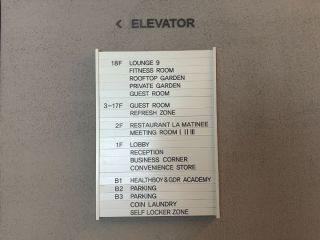 < ELEVATOR
18F LOUNGE 9
FITNESS ROOM
ROOFTOP GARDEN
PRIVATE GARDEN
GUEST ROOM
3~17F GUEST ROOM
REFRESH ZONE
2F RESTAURANT LA MATINEE
MEETING ROOM I II III
1F LOBBY
RECEPTION
BUSINESS CORNER
CONVENIENCE STORE
B1 HEALTHBOY&GDR ACADEMY
B2 PARKING
B3 PARKING
COIN LAUNDRY
SELF LOCKER ZONE